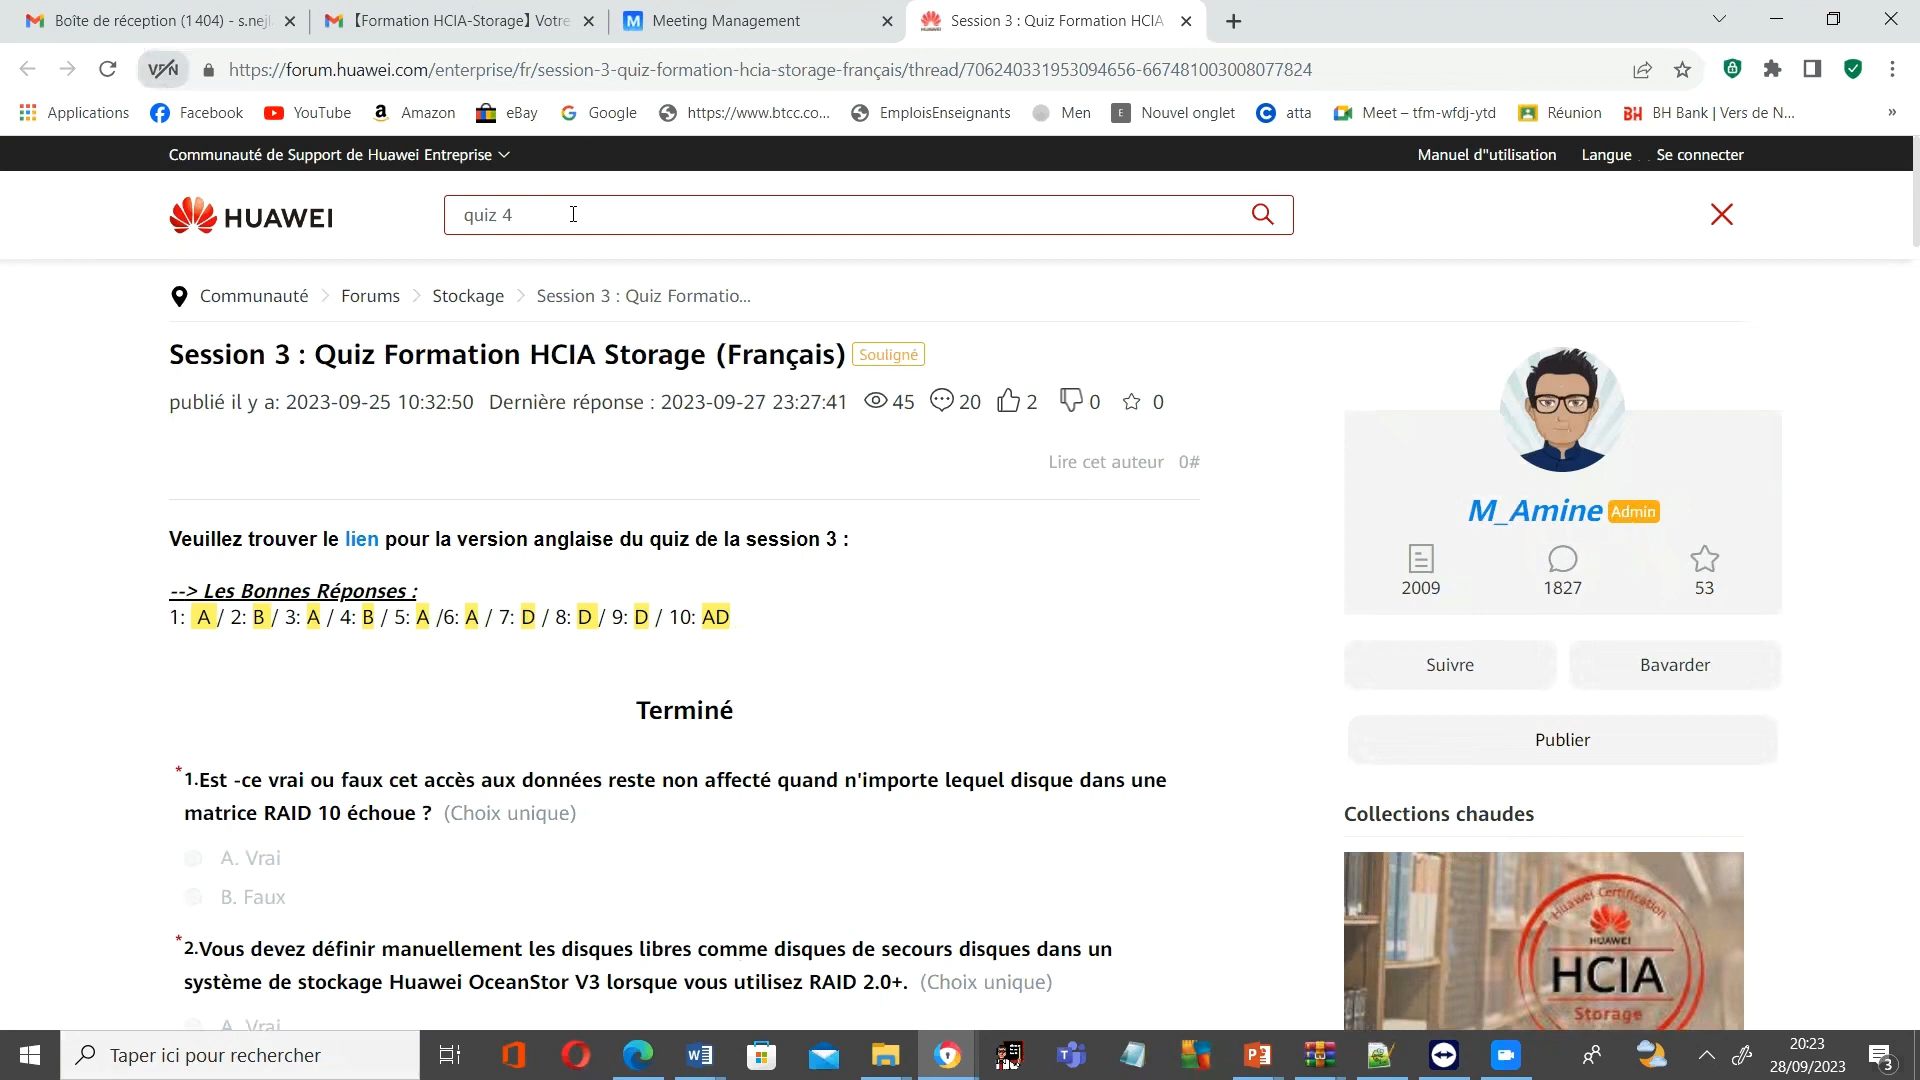 Boîte de réception (1 404) - s.nejl
【Formation HCIA-Storage】Votre
Meeting Management
Session 3 : Quiz Formation HCIA
VPN
https://forum.huawei.com/enterprise/fr/session-3-quiz-formation-hcia-storage-français/thread/706240331953094656-667481003008077824
Applications
Facebook
YouTube
Amazon
eBay
Google
https://www.btcc.co...
EmploisEnseignants
Men
Nouvel onglet
atta
Meet – tfm-wfdj-ytd
Réunion
BH Bank | Vers de N...
»
Communauté de Support de Huawei Entreprise
Manuel d"utilisation
Langue
Se connecter
HUAWEI
quiz 4
Communauté > Forums > Stockage > Session 3 : Quiz Formatio...
Session 3 : Quiz Formation HCIA Storage (Français) Souligné
publié il y a: 2023-09-25 10:32:50 Dernière réponse : 2023-09-27 23:27:41 45 20 2 0 0
Lire cet auteur 0#
M_Amine Admin
2009 1827 53
Suivre
Bavarder
Publier
Veuillez trouver le lien pour la version anglaise du quiz de la session 3 :
--> Les Bonnes Réponses :
1: A / 2: B / 3: A / 4: B / 5: A /6: A / 7: D / 8: D / 9: D / 10: AD
Terminé
*1.Est -ce vrai ou faux cet accès aux données reste non affecté quand n'importe lequel disque dans une
matrice RAID 10 échoue ? (Choix unique)
A. Vrai
B. Faux
*2.Vous devez définir manuellement les disques libres comme disques de secours disques dans un
système de stockage Huawei OceanStor V3 lorsque vous utilisez RAID 2.0+. (Choix unique)
A. Vrai
Collections chaudes
Huawei Certification
HUAWEI
HCIA
Storage
Taper ici pour rechercher
20:23
28/09/2023
3